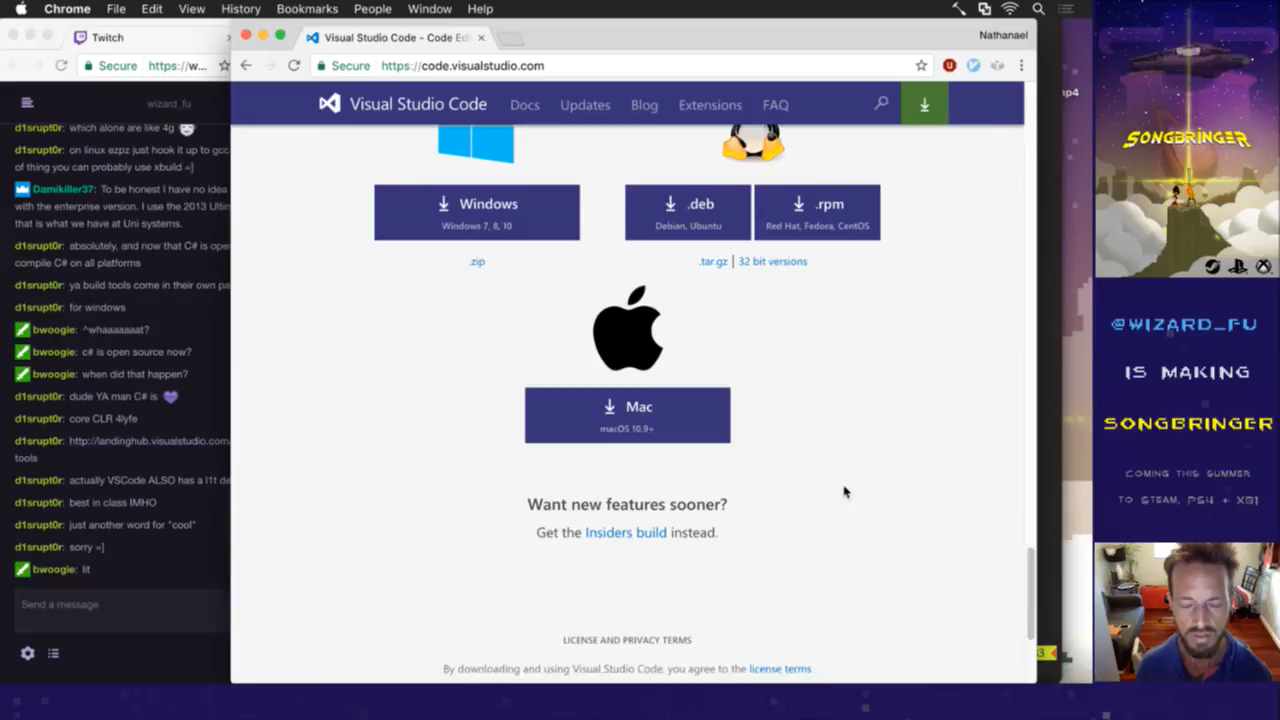 Chrome File Edit View History Bookmarks People Window Help
Twitch
Visual Studio Code - Code Edi
Nathanael
Secure https://w...
Secure https://code.visualstudio.com
mp4
wizard_fu
Visual Studio Code Docs Updates Blog Extensions FAQ
d1srupt0r: which alone are like 4g
d1srupt0r: on linux ezpz just hook it up to gcc
of thing you can probably use xbuild =]
Damikiller37: To be honest I have no idea
with the enterprise version. I use the 2013 Ulti
that is what we have at Uni systems.
d1srupt0r: absolutely, and now that C# is open
compile C# on all platforms
d1srupt0r: ya build tools come in their own pa
d1srupt0r: for windows
bwoogie: ^whaaaaaaat?
bwoogie: c# is open source now?
bwoogie: when did that happen?
d1srupt0r: dude YA man C# is
d1srupt0r: core CLR 4lyfe
d1srupt0r: http://landinghub.visualstudio.com/
tools
d1srupt0r: actually VSCode ALSO has a l1t de
d1srupt0r: best in class IMHO
d1srupt0r: just another word for "cool"
d1srupt0r: sorry =]
bwoogie: lit
Send a message
Windows
Windows 7, 8, 10
.zip
.deb
Debian, Ubuntu
.rpm
Red Hat, Fedora, CentOS
.tar.gz | 32 bit versions
Mac
macOS 10.9+
Want new features sooner?
Get the Insiders build instead.
LICENSE AND PRIVACY TERMS
By downloading and using Visual Studio Code, you agree to the license terms
SONGBRINGER
@WIZARD_FU
IS MAKING
SONGBRINGER
COMING THIS SUMMER
TO STEAM, PS4 + XB1